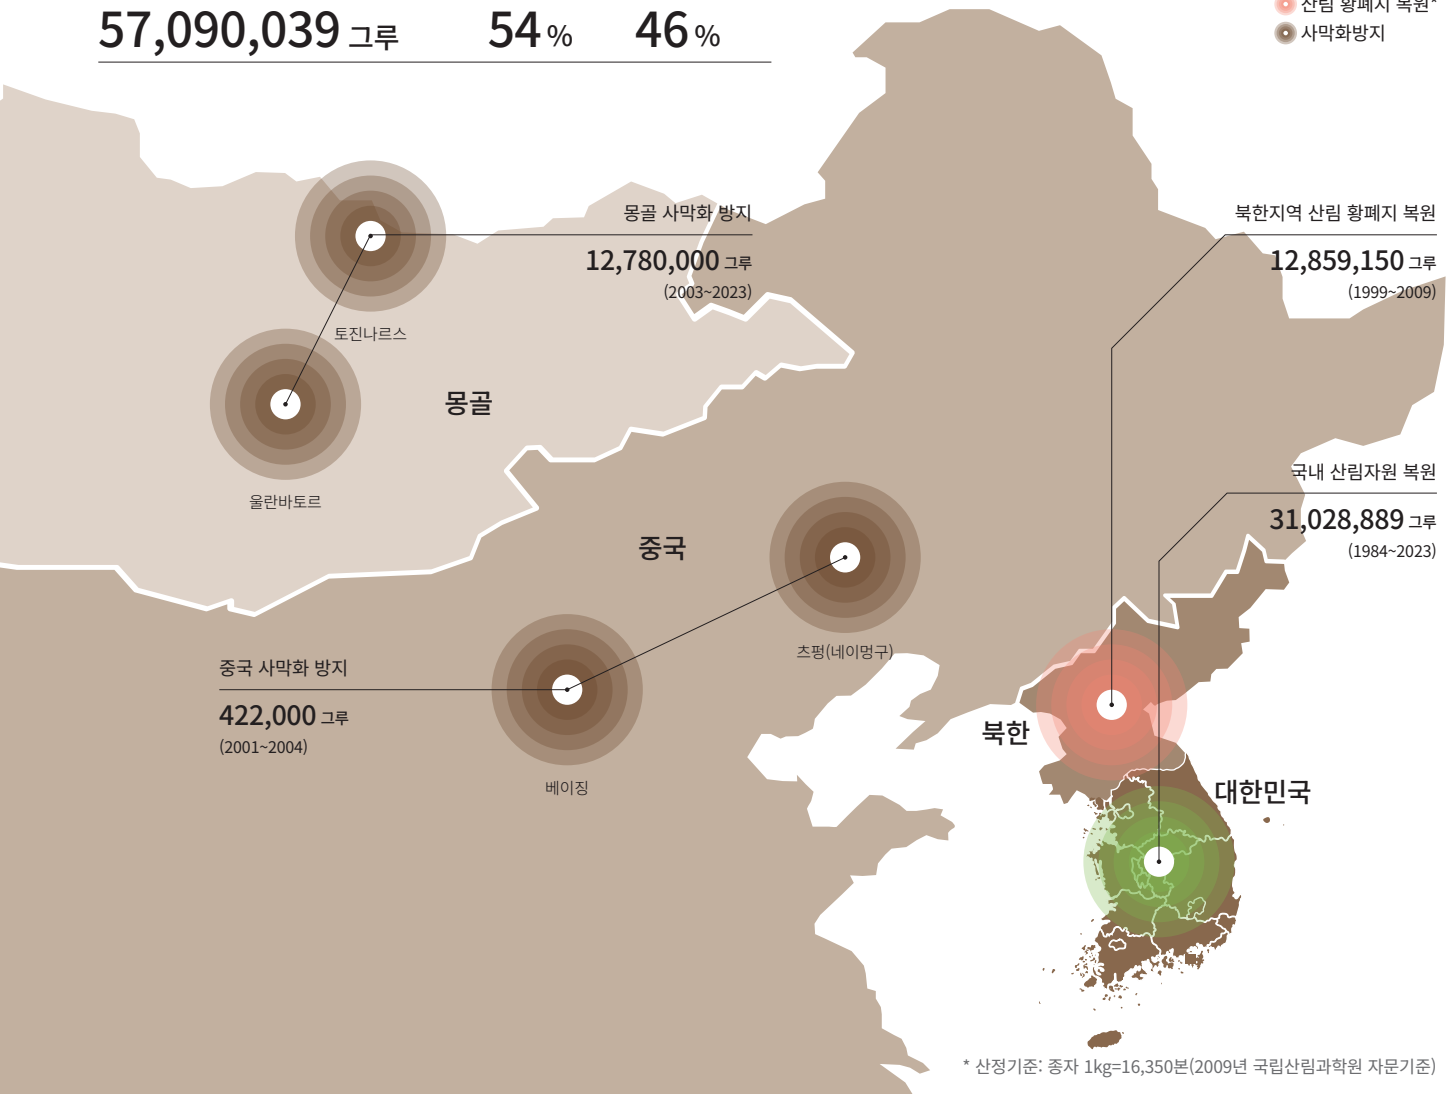 57,090,039 그루 54 % 46 %
산림 황폐지 복원*
사막화방지
몽골 사막화 방지
12,780,000 그루
(2003~2023)
북한지역 산림 황폐지 복원
12,859,150 그루
(1999~2009)
토진나르스
몽골
울란바토르
국내 산림자원 복원
31,028,889 그루
(1984~2023)
중국
츠펑(네이멍구)
중국 사막화 방지
422,000 그루
(2001~2004)
베이징
북한
대한민국
* 산정기준: 종자 1kg=16,350본(2009년 국립산림과학원 자문기준)